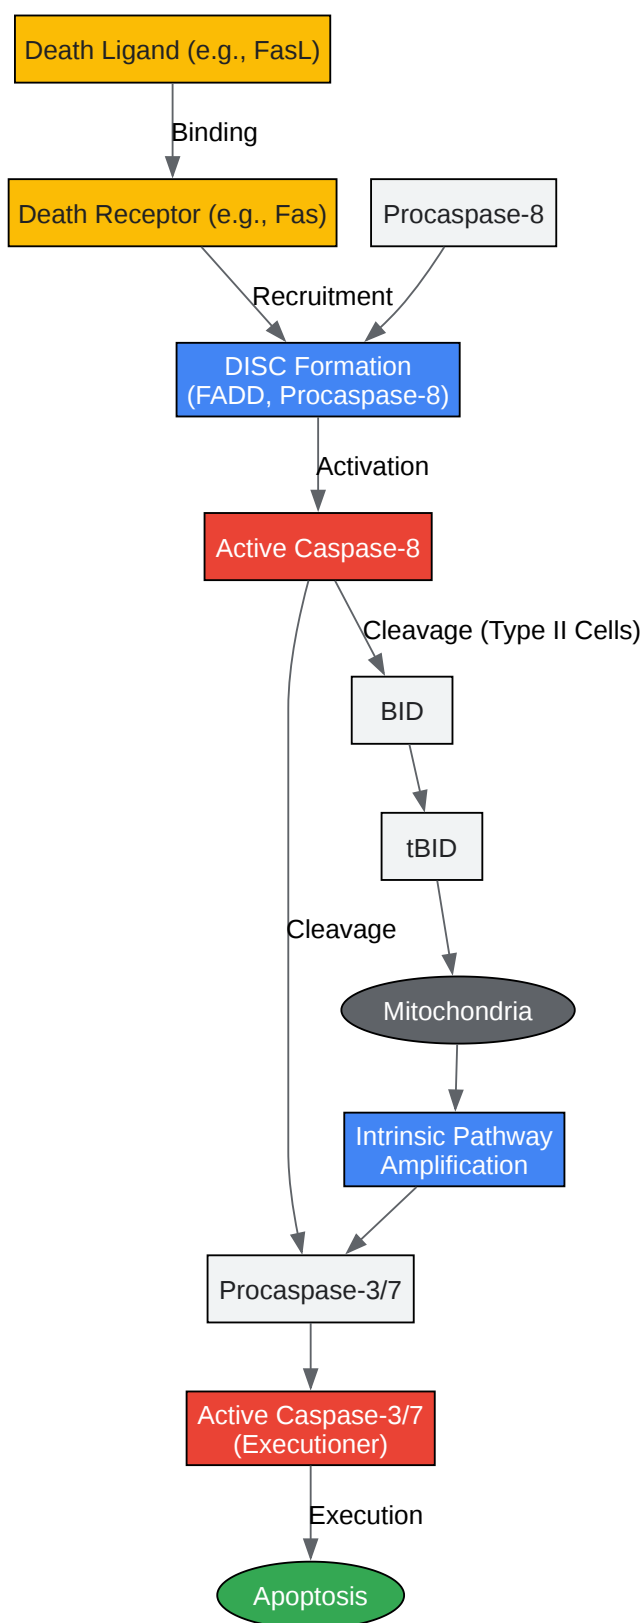 Death Ligand (e.g., FasL)
Binding
Death Receptor (e.g., Fas)
Procaspase-8
Recruitment
DISC Formation
(FADD, Procaspase-8)
Activation
Active Caspase-8
Cleavage (Type II Cells)
BID
tBID
Cleavage
Mitochondria
Intrinsic Pathway
Amplification
Procaspase-3/7
Active Caspase-3/7
(Executioner)
Execution
Apoptosis